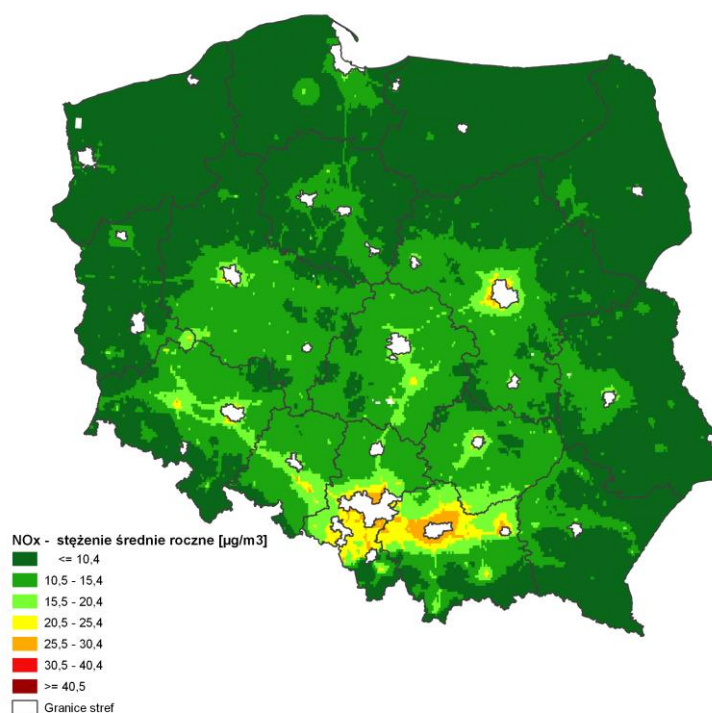 NOx - stężenie średnie roczne [µg/m3]
<= 10,4
10,5 - 15,4
15,5 - 20,4
20,5 - 25,4
25,5 - 30,4
30,5 - 40,4
>= 40,5
Granice stref